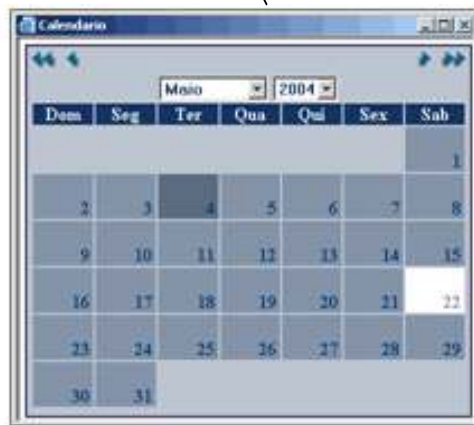 Calendario
Maio 2004
Dom Seg Ter Qua Qui Sex Sab
1
2 3 4 5 6 7 8
9 10 11 12 13 14 15
16 17 18 19 20 21 22
23 24 25 26 27 28 29
30 31